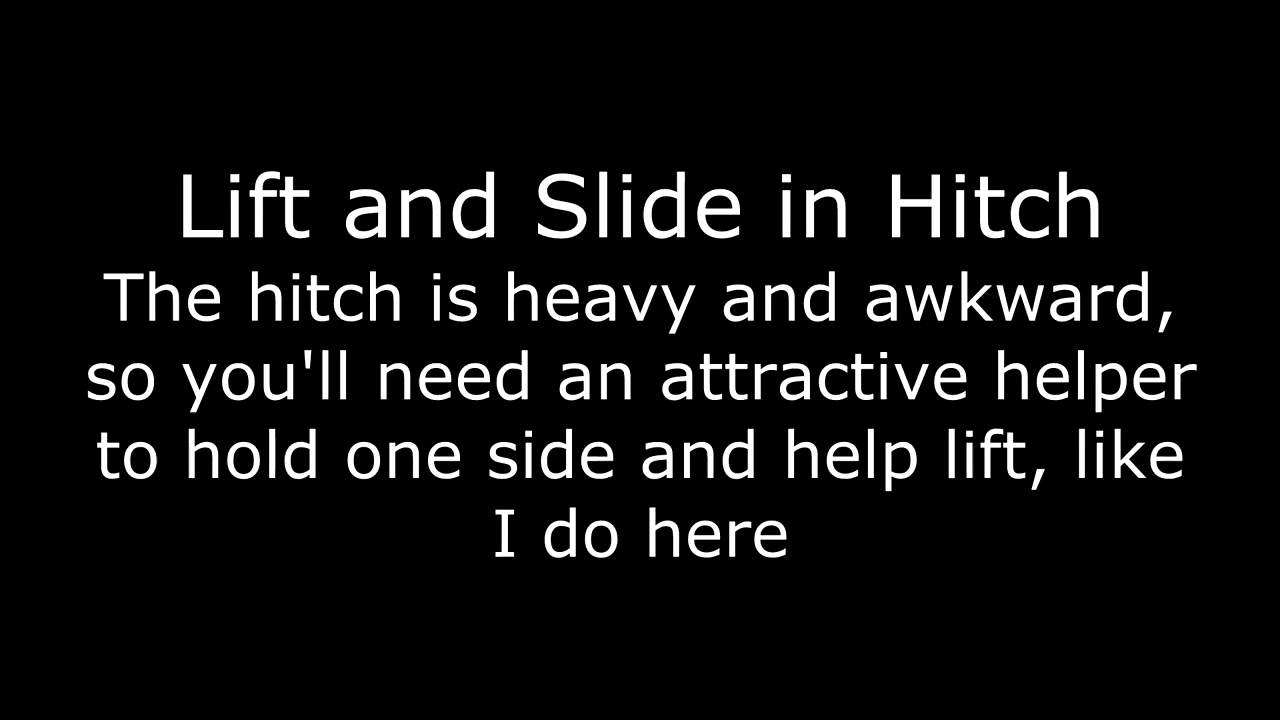 Lift and Slide in Hitch
The hitch is heavy and awkward,
so you'll need an attractive helper
to hold one side and help lift, like
I do here